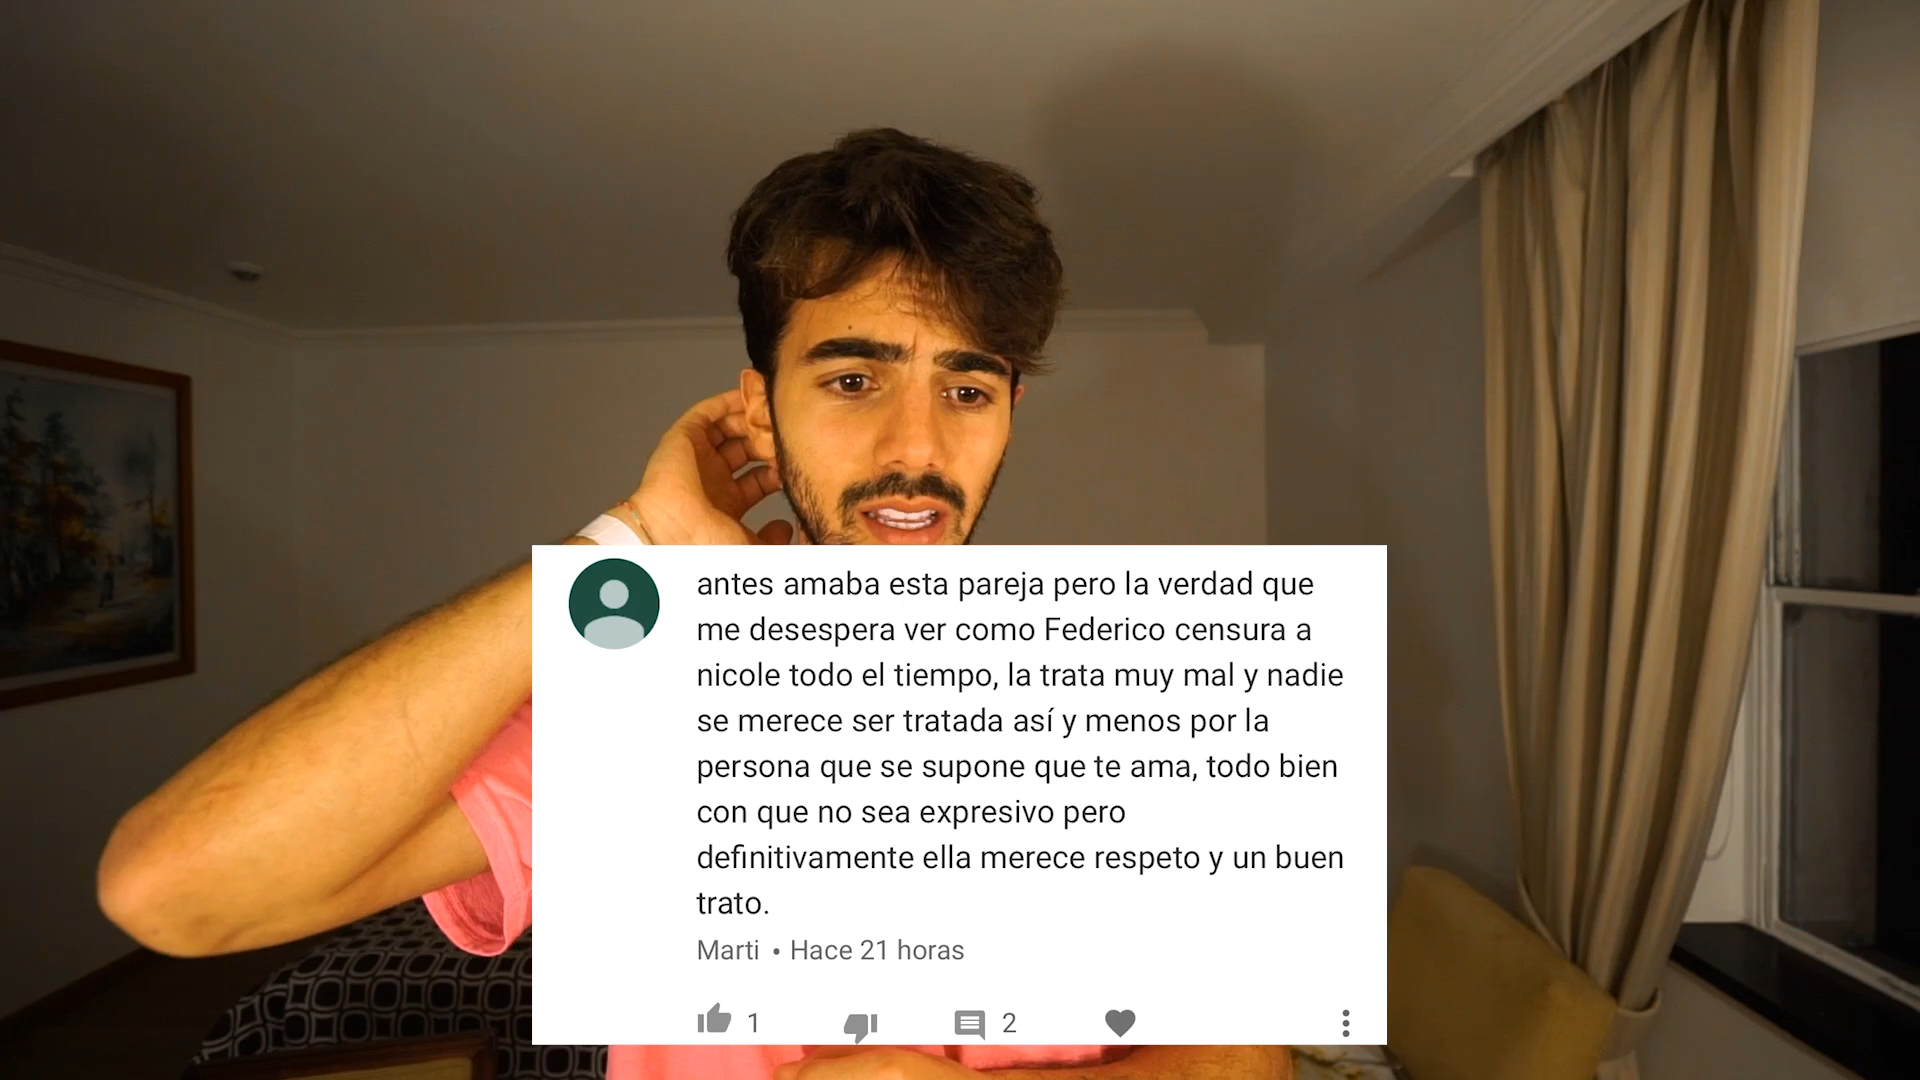 antes amaba esta pareja pero la verdad que
me desespera ver como Federico censura a
nicole todo el tiempo, la trata muy mal y nadie
se merece ser tratada así y menos por la
persona que se supone que te ama, todo bien
con que no sea expresivo pero
definitivamente ella merece respeto y un buen
trato.
Marti • Hace 21 horas
1
2